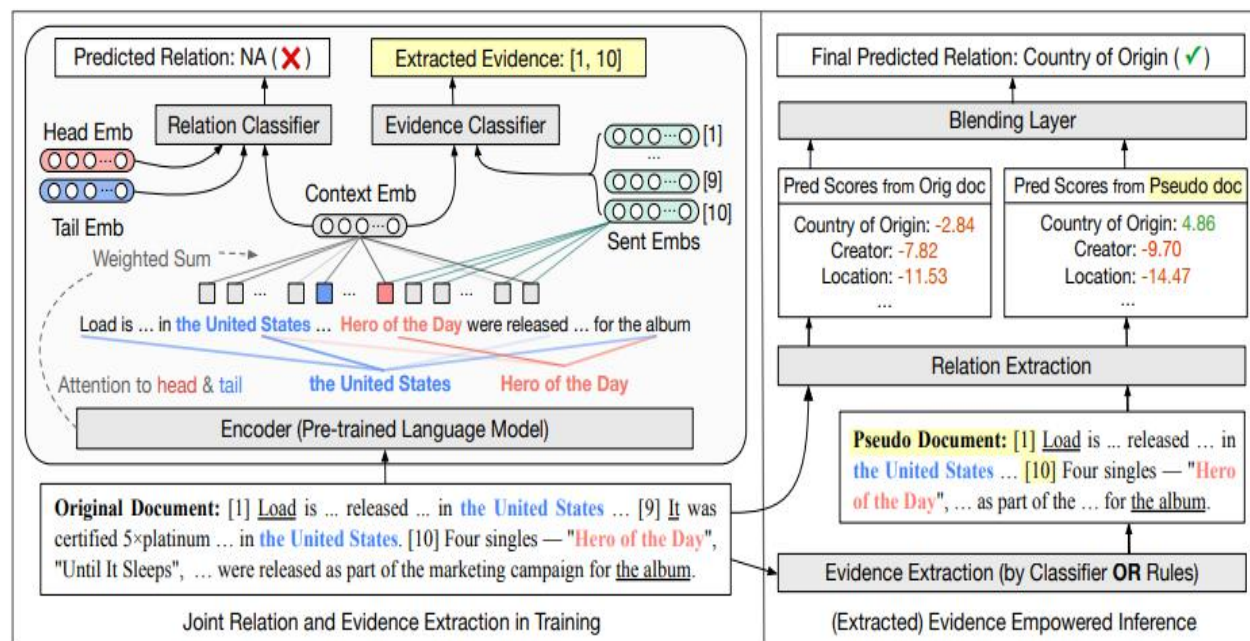 Predicted Relation: NA (✗)
Extracted Evidence: [1, 10]
Relation Classifier
Evidence Classifier
Head Emb
Tail Emb
Context Emb
[1]
...
[9]
[10]
Sent Embs
Weighted Sum
... ... ...
Load is ... in the United States ... Hero of the Day were released ... for the album
Attention to head & tail
the United States
Hero of the Day
Encoder (Pre-trained Language Model)
Original Document: [1] Load is ... released ... in the United States ... [9] It was
certified 5×platinum ... in the United States. [10] Four singles — "Hero of the Day",
"Until It Sleeps", ... were released as part of the marketing campaign for the album.
Joint Relation and Evidence Extraction in Training
Final Predicted Relation: Country of Origin (✓)
Blending Layer
Pred Scores from Orig doc
Country of Origin: -2.84
Creator: -7.82
Location: -11.53
...
Pred Scores from Pseudo doc
Country of Origin: 4.86
Creator: -9.70
Location: -14.47
...
Relation Extraction
Pseudo Document: [1] Load is ... released ... in
the United States ... [10] Four singles — "Hero
of the Day", ... as part of the ... for the album.
Evidence Extraction (by Classifier OR Rules)
(Extracted) Evidence Empowered Inference